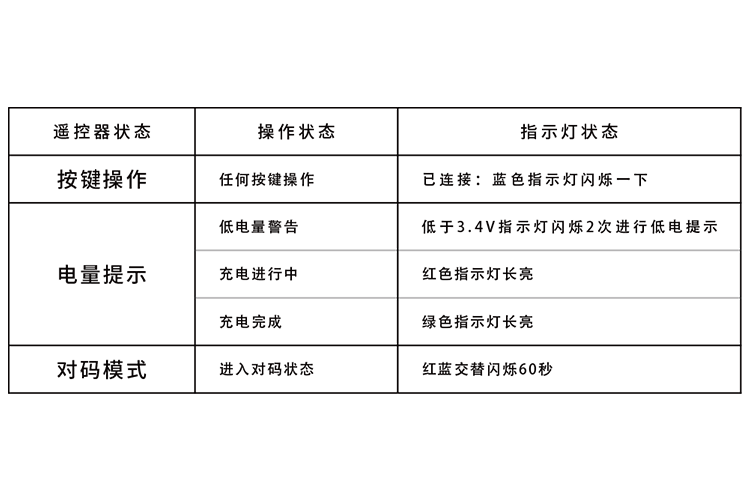 遥控器状态 操作状态 指示灯状态
按键操作 任何按键操作 已连接：蓝色指示灯闪烁一下
低电量警告 低于3.4V指示灯闪烁2次进行低电提示
电量提示 充电进行中 红色指示灯长亮
充电完成 绿色指示灯长亮
对码模式 进入对码状态 红蓝交替闪烁60秒